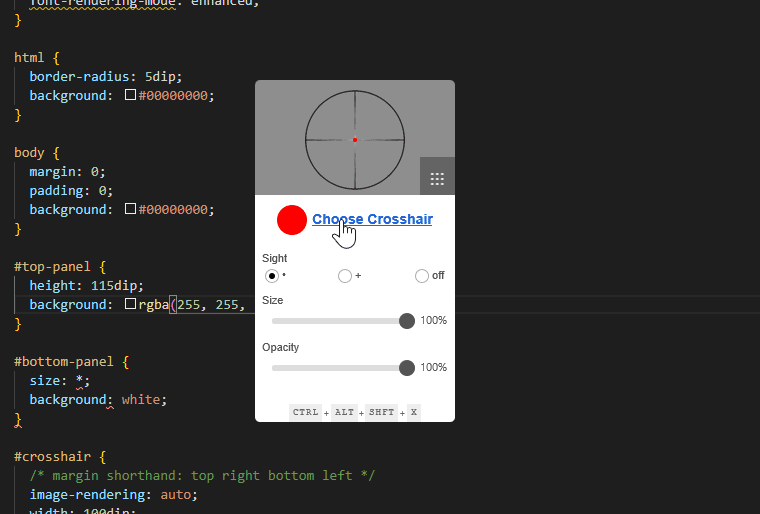 font-rendering-mode: enhanced;
}
html {
border-radius: 5dip;
background: #00000000;
}
body {
margin: 0;
padding: 0;
background: #00000000;
}
#top-panel {
height: 115dip;
background: rgba(255, 255,
}
#bottom-panel {
size: *;
background: white;
}
#crosshair {
/* margin shorthand: top right bottom left */
image-rendering: auto;
width: 100dip;
Choose Crosshair
Sight
• + off
Size
100%
Opacity
100%
CTRL + ALT + SHFT + X